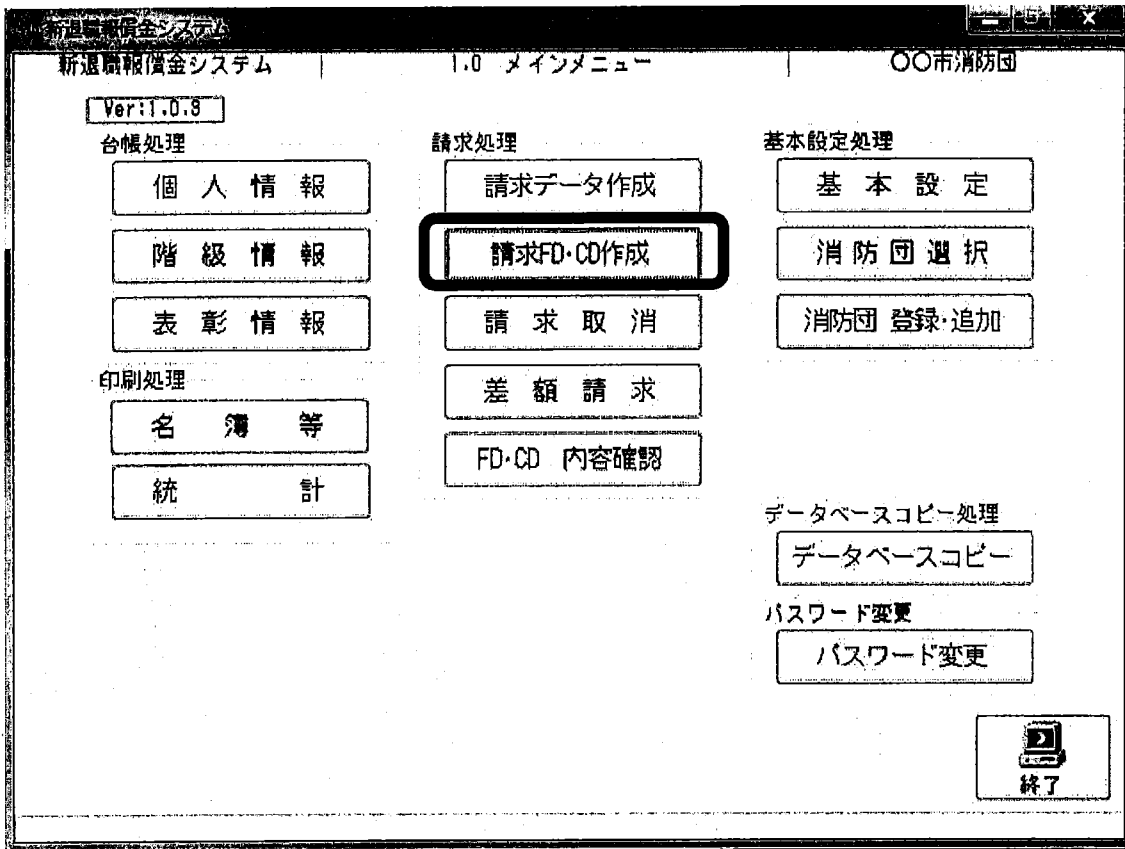 新退職報償金システム
新退職報償金システム 1.0 メインメニュー 〇〇市消防団
Ver:1.0.3
台帳処理
個人情報
階級情報
表彰情報
印刷処理
名簿等
統計
請求処理
請求データ作成
請求FD・CD作成
請求取消
差額請求
FD・CD 内容確認
基本設定処理
基本設定
消防団選択
消防団 登録・追加
データベースコピー処理
データベースコピー
パスワード変更
パスワード変更
終了